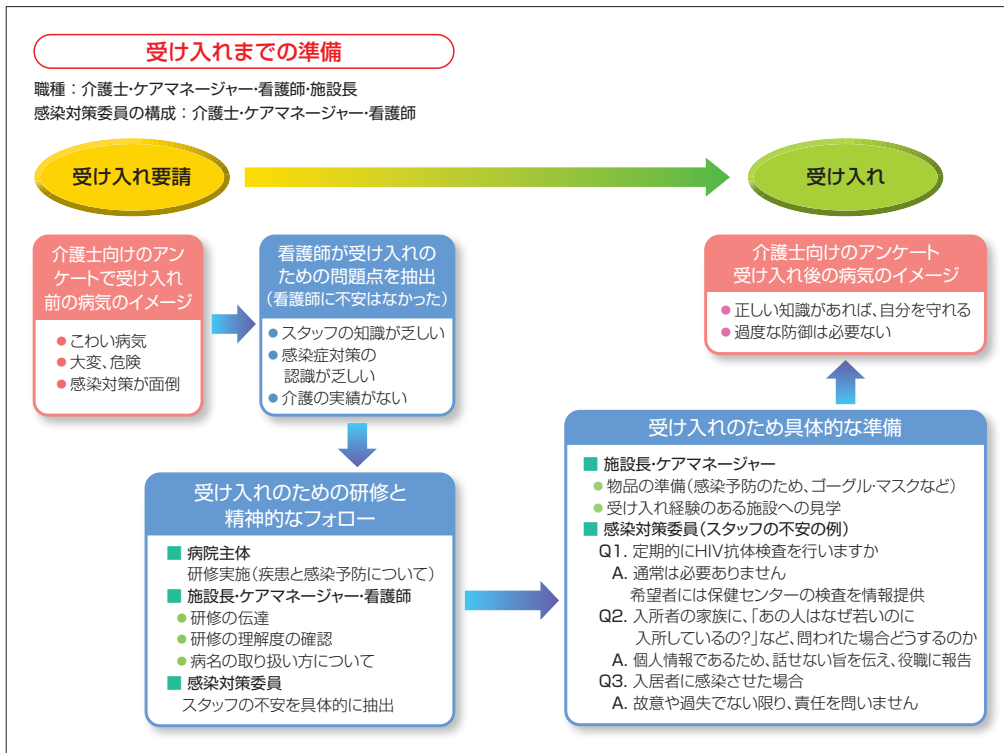 受け入れまでの準備
職種：介護士･ケアマネージャー･看護師･施設長
感染対策委員の構成：介護士･ケアマネージャー･看護師
受け入れ要請
受け入れ
介護士向けのアン
ケートで受け入れ
前の病気のイメージ
● こわい病気
● 大変、危険
● 感染対策が面倒
看護師が受け入れの
ための問題点を抽出
（看護師に不安はなかった）
● スタッフの知識が乏しい
● 感染症対策の
認識が乏しい
● 介護の実績がない
受け入れのための研修と
精神的なフォロー
■ 病院主体
研修実施（疾患と感染予防について）
■ 施設長･ケアマネージャー･看護師
● 研修の伝達
● 研修の理解度の確認
● 病名の取り扱い方について
■ 感染対策委員
スタッフの不安を具体的に抽出
受け入れのため具体的な準備
■ 施設長･ケアマネージャー
● 物品の準備（感染予防のため、ゴーグル･マスクなど）
● 受け入れ経験のある施設への見学
■ 感染対策委員（スタッフの不安の例）
Q1. 定期的にHIV抗体検査を行いますか
A. 通常は必要ありません
希望者には保健センターの検査を情報提供
Q2. 入所者の家族に、「あの人はなぜ若いのに
入所しているの？」など、問われた場合どうするのか
A. 個人情報であるため、話せない旨を伝え、役職に報告
Q3. 入居者に感染させた場合
A. 故意や過失でない限り、責任を問いません
介護士向けのアンケート
受け入れ後の病気のイメージ
● 正しい知識があれば、自分を守れる
● 過度な防御は必要ない